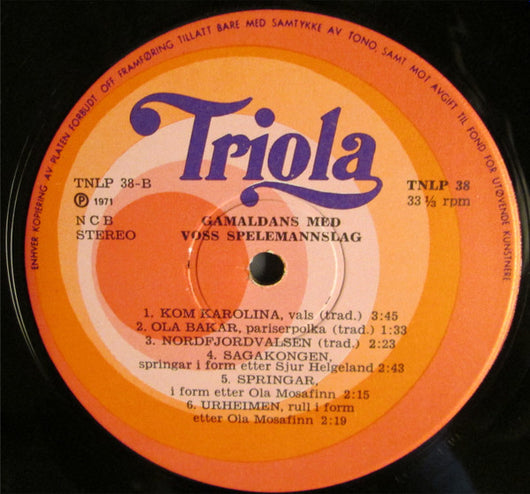 ENHVER KOPIERING AV PLATEN FORBUDT. OFF. FRAMFØRING TILLATT BARE MED SAMTYKKE AV TONO, SAMT MOT AVGIFT TIL FOND FOR UTØVENDE KUNSTNERE
Triola
TNLP 38-B
Ⓟ 1971
NCB
STEREO
TNLP 38
33 ⅓ rpm
GAMALDANS MED
VOSS SPELEMANNSLAG
1. KOM KAROLINA, vals (trad.) 3:45
2. OLA BAKAR, pariserpolka (trad.) 1:33
3. NORDFJORDVALSEN (trad.) 2:23
4. SAGAKONGEN,
springar i form etter Sjur Helgeland 2:43
5. SPRINGAR,
i form etter Ola Mosafinn 2:15
6. URHEIMEN, rull i form
etter Ola Mosafinn 2:19